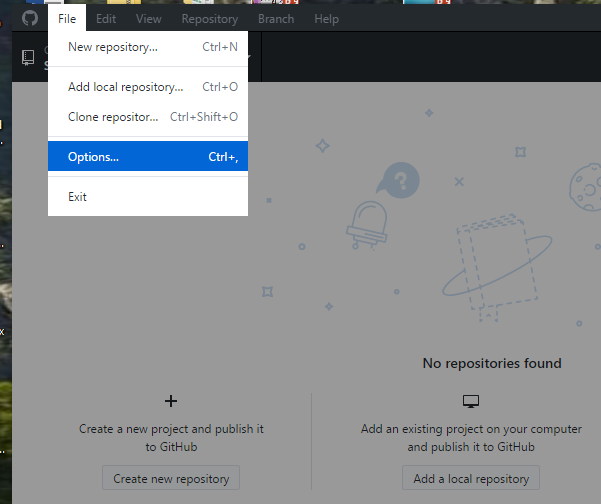 File Edit View Repository Branch Help
New repository... Ctrl+N
Add local repository... Ctrl+O
Clone repositor... Ctrl+Shift+O
Options... Ctrl+,
Exit
?
No repositories found
Create a new project and publish it
to GitHub
Create new repository
Add an existing project on your computer
and publish it to GitHub
Add a local repository